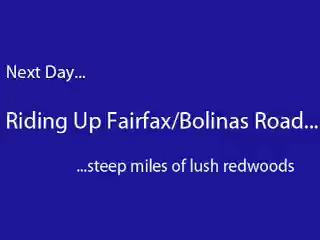 Next Day...
Riding Up Fairfax/Bolinas Road...
...steep miles of lush redwoods